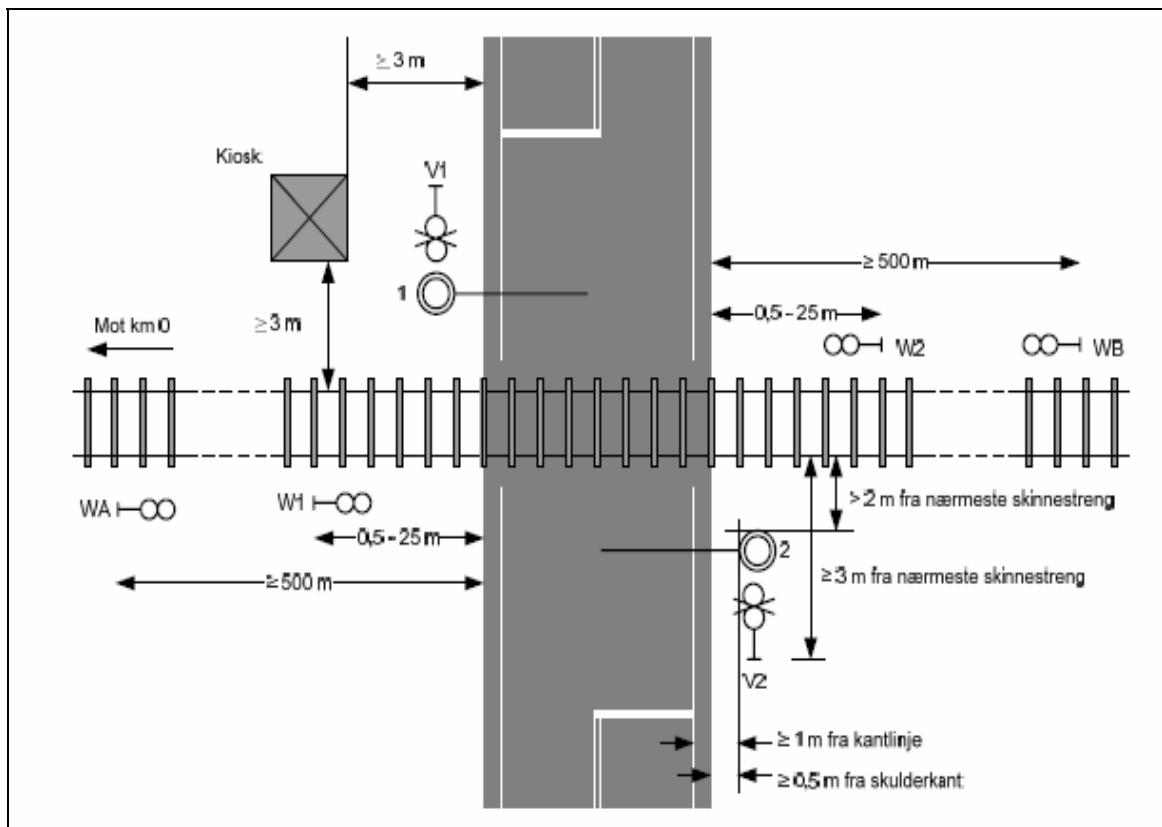 ≥ 3 m
Kiosk
V1
≥ 500 m
1
0,5 - 25 m
≥ 3 m
Mot km 0
W2
WB
WA
W1
> 2 m fra nærmeste skinnestreng
0,5 - 25 m
2
≥ 3 m fra nærmeste skinnestreng
≥ 500 m
V2
≥ 1 m fra kantlinje
≥ 0,5 m fra skulderkant